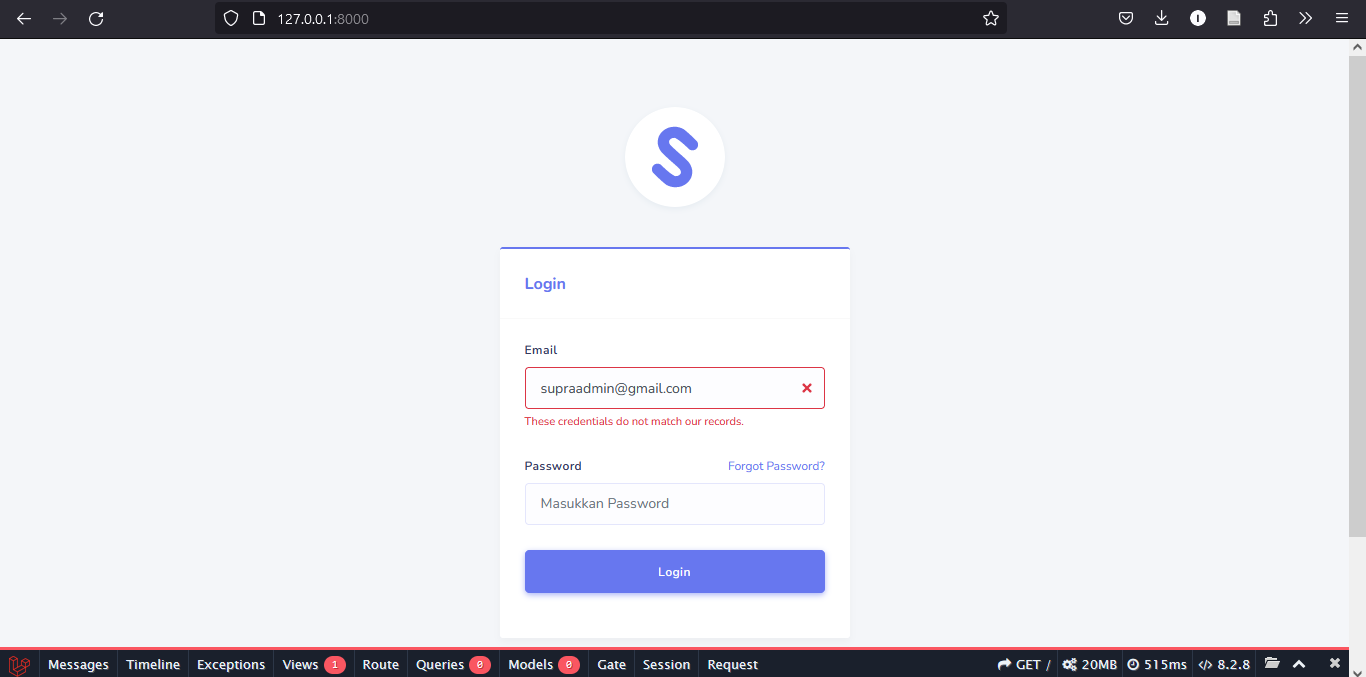 127.0.0.1:8000
S
Login
Email
supraadmin@gmail.com
These credentials do not match our records.
Password Forgot Password?
Masukkan Password
Login
Messages Timeline Exceptions Views 1 Route Queries 0 Models 0 Gate Session Request GET / 20MB 515ms 8.2.8